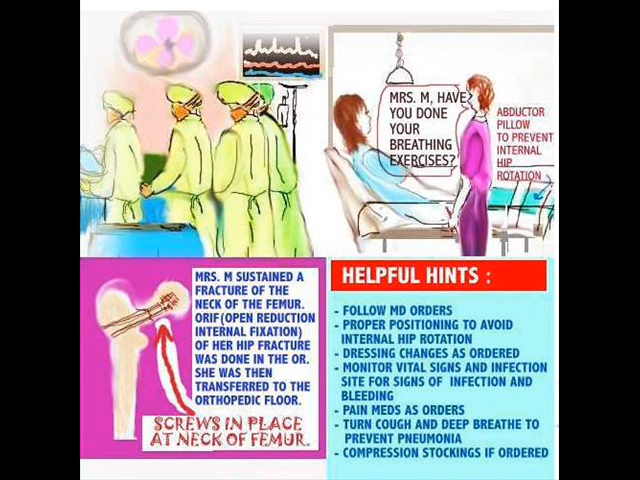 MRS. M, HAVE
YOU DONE
YOUR
BREATHING
EXERCISES?
ABDUCTOR
PILLOW
TO PREVENT
INTERNAL
HIP
ROTATION
MRS. M SUSTAINED A
FRACTURE OF THE
NECK OF THE FEMUR.
ORIF(OPEN REDUCTION
INTERNAL FIXATION)
OF HER HIP FRACTURE
WAS DONE IN THE OR.
SHE WAS THEN
TRANSFERRED TO THE
ORTHOPEDIC FLOOR.
SCREWS IN PLACE
AT NECK OF FEMUR.
HELPFUL HINTS :
- FOLLOW MD ORDERS
- PROPER POSITIONING TO AVOID
INTERNAL HIP ROTATION
- DRESSING CHANGES AS ORDERED
- MONITOR VITAL SIGNS AND INFECTION
SITE FOR SIGNS OF INFECTION AND
BLEEDING
- PAIN MEDS AS ORDERS
- TURN COUGH AND DEEP BREATHE TO
PREVENT PNEUMONIA
- COMPRESSION STOCKINGS IF ORDERED